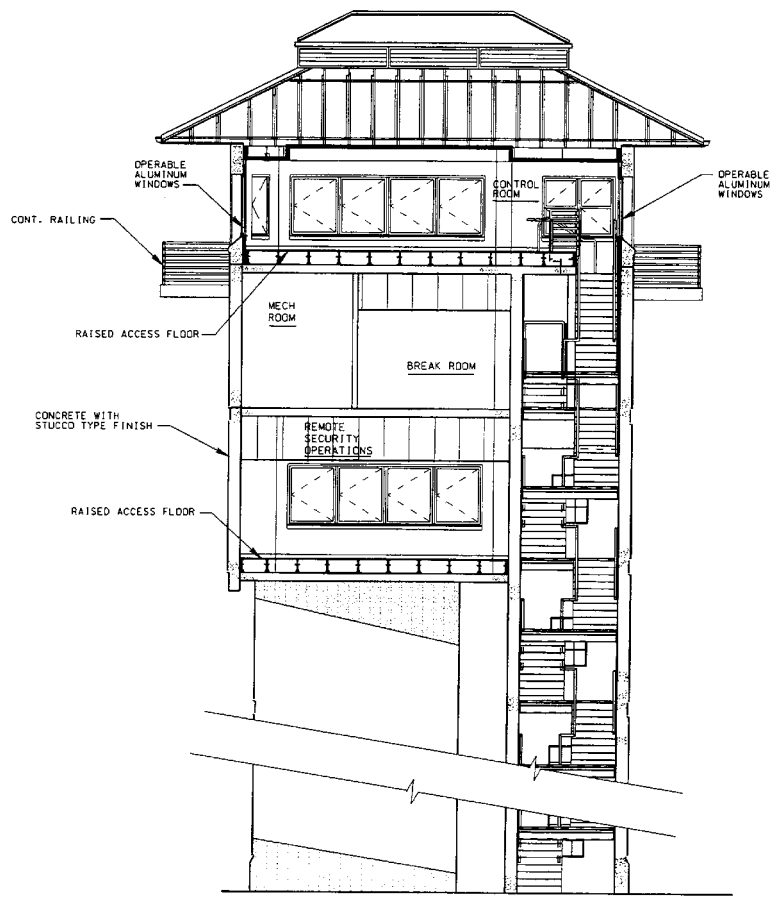 OPERABLE
ALUMINUM
WINDOWS
CONTROL
ROOM
OPERABLE
ALUMINUM
WINDOWS
CONT. RAILING
MECH
ROOM
RAISED ACCESS FLOOR
BREAK ROOM
CONCRETE WITH
STUCCO TYPE FINISH
REMOTE
SECURITY
OPERATIONS
RAISED ACCESS FLOOR